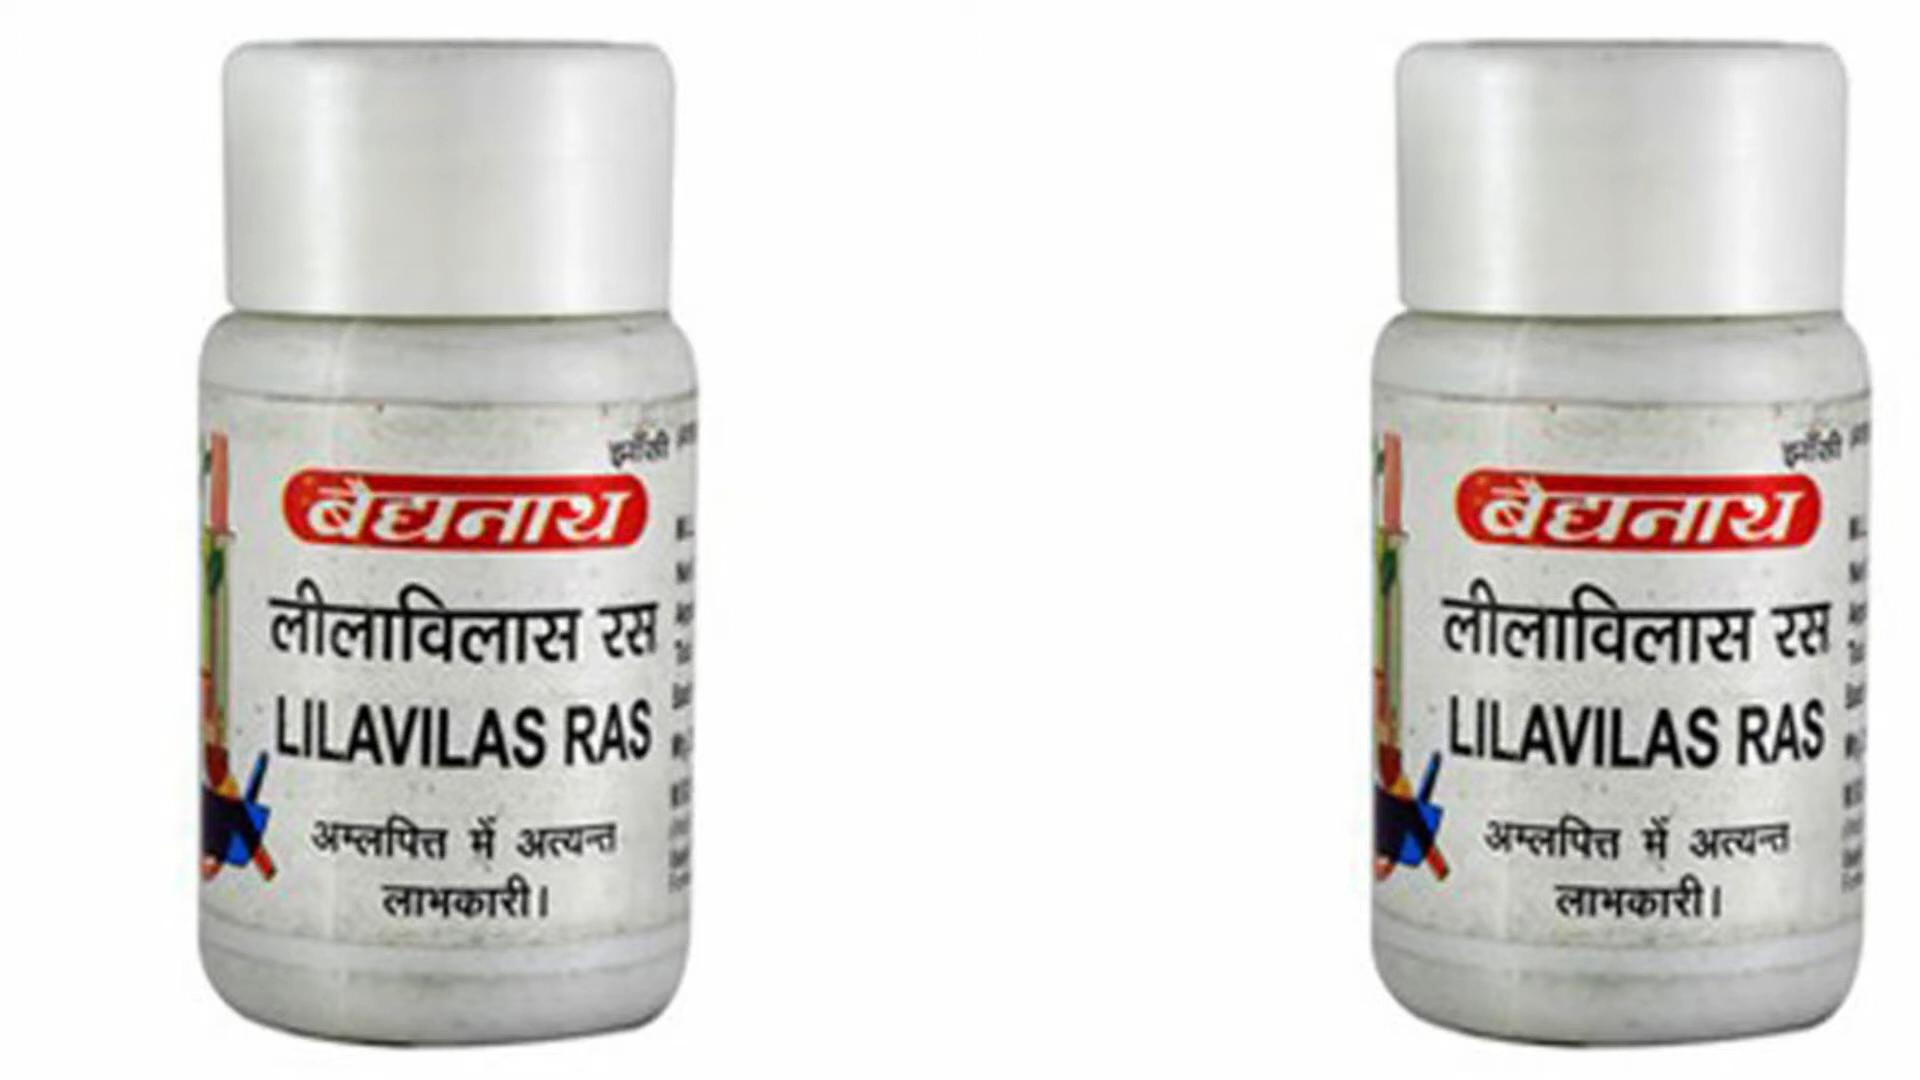 झाँसी
बैद्यनाथ
लीलाविलास रस
LILAVILAS RAS
अम्लपित्त में अत्यन्त
लाभकारी।
झाँसी
बैद्यनाथ
लीलाविलास रस
LILAVILAS RAS
अम्लपित्त में अत्यन्त
लाभकारी।